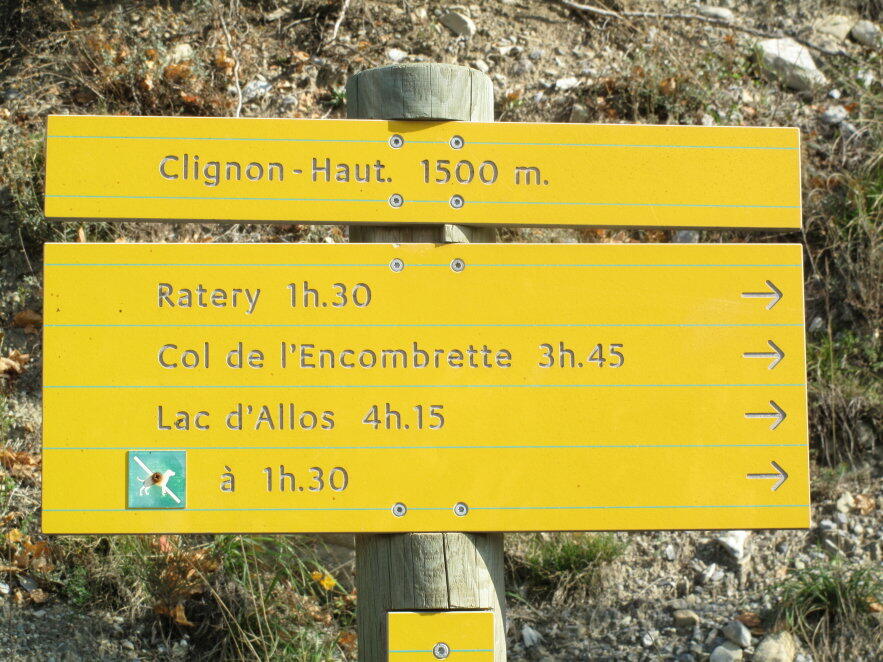 Clignon-Haut. 1500 m.
Ratery 1h.30
Col de l'Encombrette 3h.45
Lac d'Allos 4h.15
à 1h.30